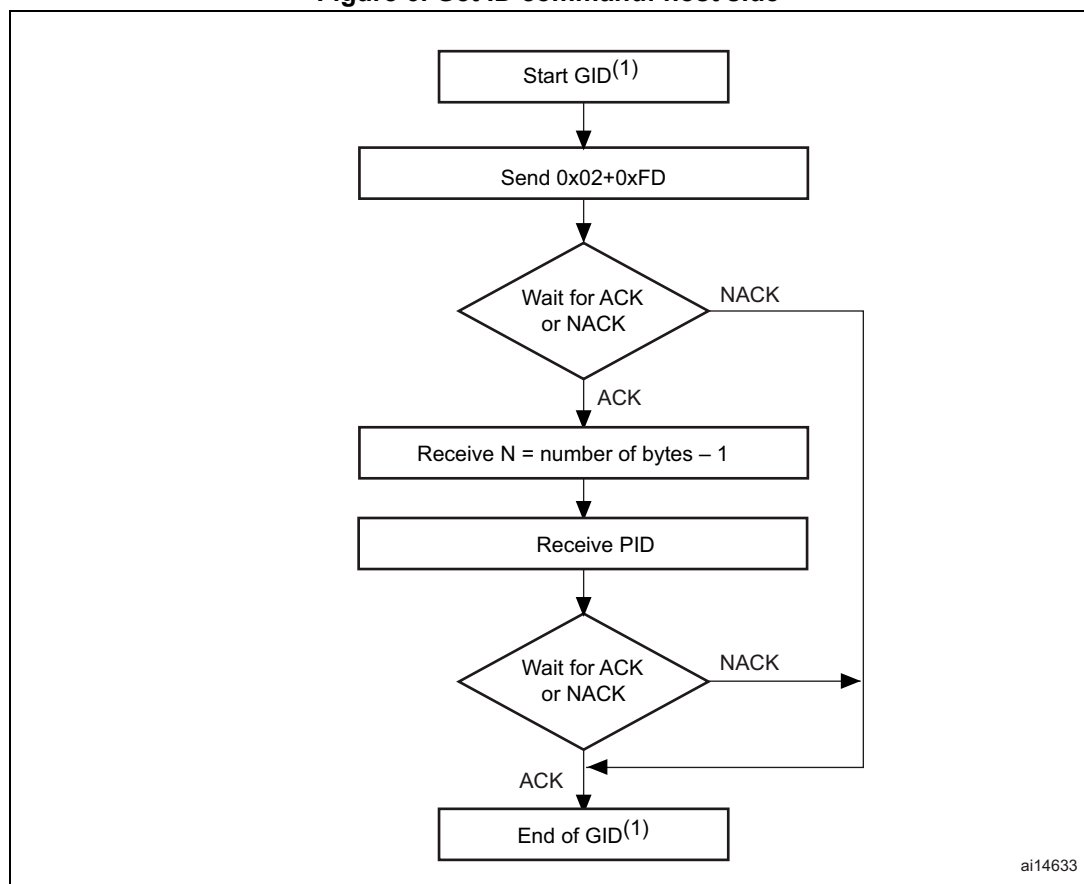 Figure
Get ID command: host side
Start GID(1)
Send 0x02+0xFD
Wait for ACK
or NACK
NACK
ACK
Receive N = number of bytes – 1
Receive PID
Wait for ACK
or NACK
NACK
ACK
End of GID(1)
ai14633